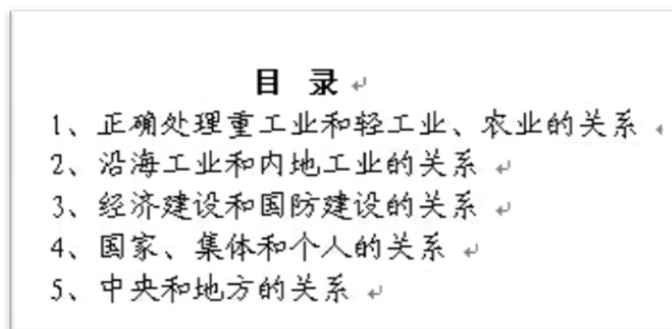 目 录
1、正确处理重工业和轻工业、农业的关系
2、沿海工业和内地工业的关系
3、经济建设和国防建设的关系
4、国家、集体和个人的关系
5、中央和地方的关系